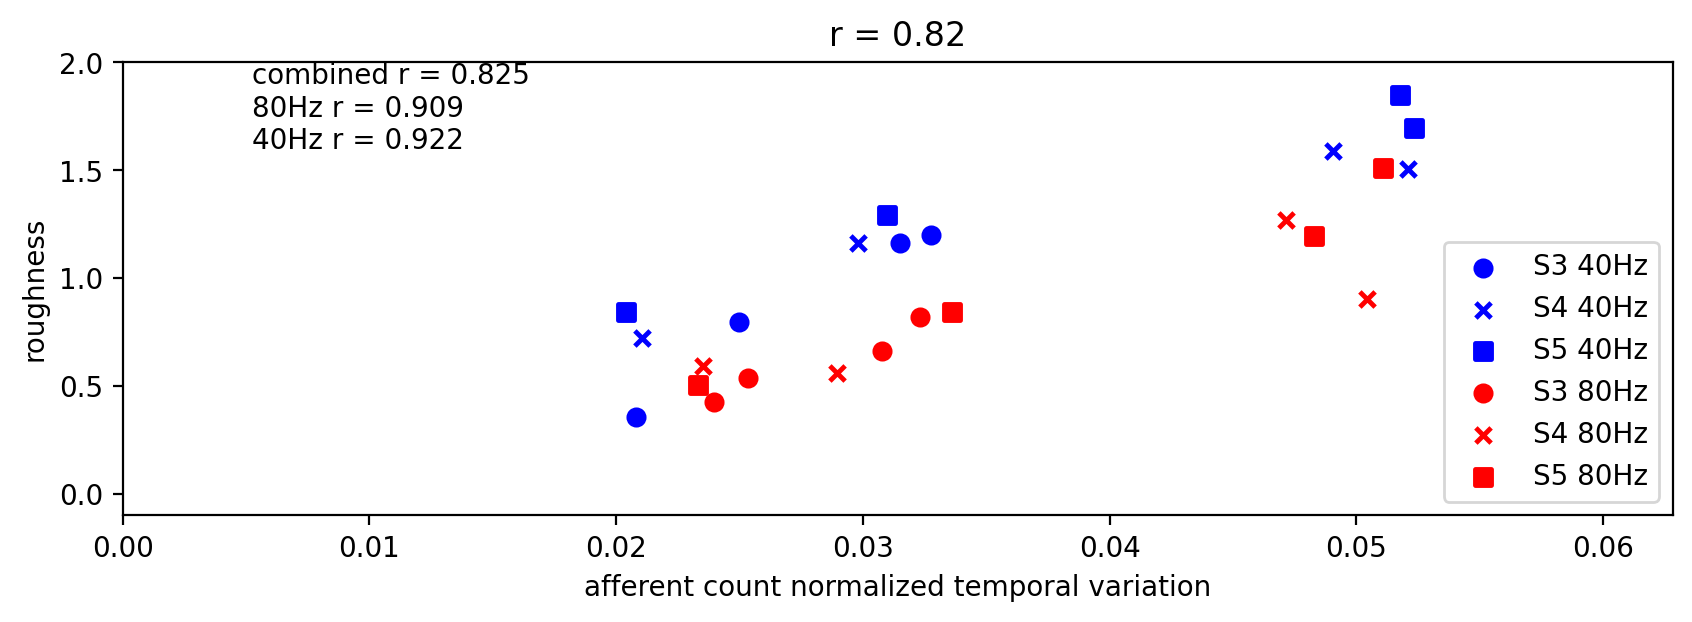 r = 0.82
combined r = 0.825
80Hz r = 0.909
40Hz r = 0.922
2.0
1.5
1.0
0.5
0.0
roughness
S3 40Hz
S4 40Hz
S5 40Hz
S3 80Hz
S4 80Hz
S5 80Hz
0.00 0.01 0.02 0.03 0.04 0.05 0.06
afferent count normalized temporal variation